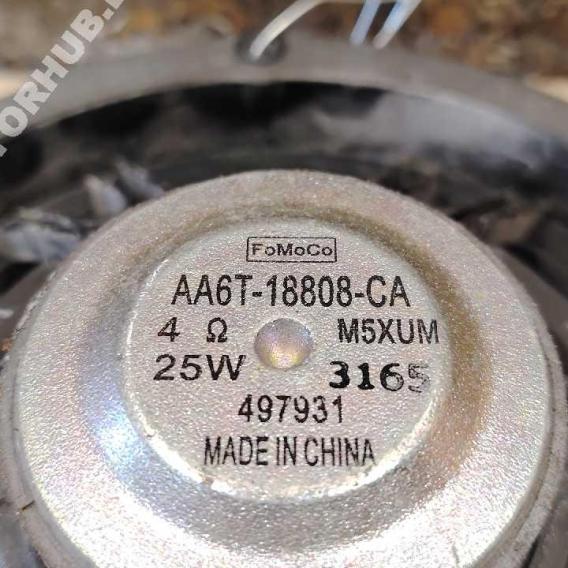 FoMoCo
AA6T-18808-CA
4 Ω M5XUM
25W 3165
497931
MADE IN CHINA